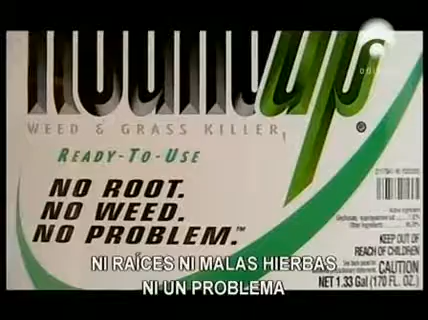 Roundup
WEED & GRASS KILLER
READY-TO-USE
NO ROOT.
NO WEED.
NO PROBLEM.™
KEEP OUT OF
REACH OF CHILDREN
CAUTION
NET 1.33 Gal (170 FL. OZ.)
NI RAÍCES NI MALAS HIERBAS
NI UN PROBLEMA